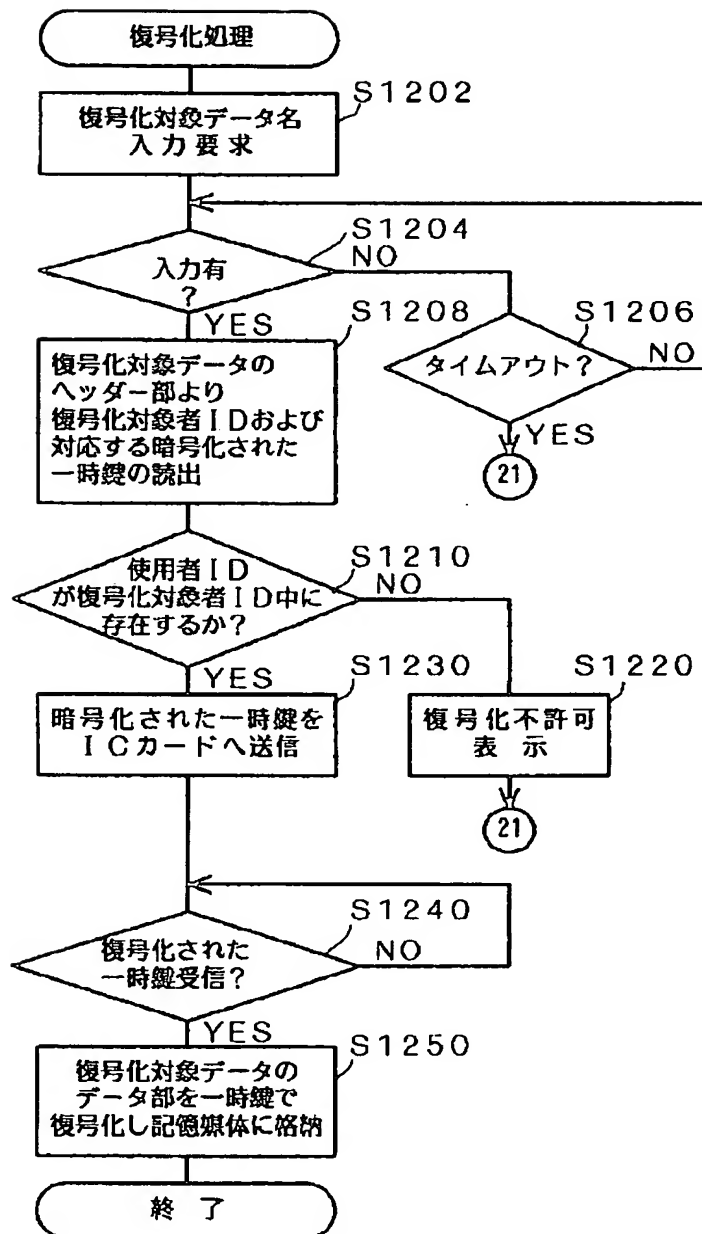 復号化処理
S1202
復号化対象データ名
入力要求
S1204
入力有
?
NO
YES
S1206
タイムアウト?
NO
YES
21
S1208
復号化対象データの
ヘッダー部より
復号化対象者IDおよび
対応する暗号化された
一時鍵の読出
S1210
使用者ID
が復号化対象者ID中に
存在するか?
NO
YES
S1220
復号化不許可
表示
21
S1230
暗号化された一時鍵を
ICカードへ送信
S1240
復号化された
一時鍵受信?
NO
YES
S1250
復号化対象データの
データ部を一時鍵で
復号化し記憶媒体に格納
終了